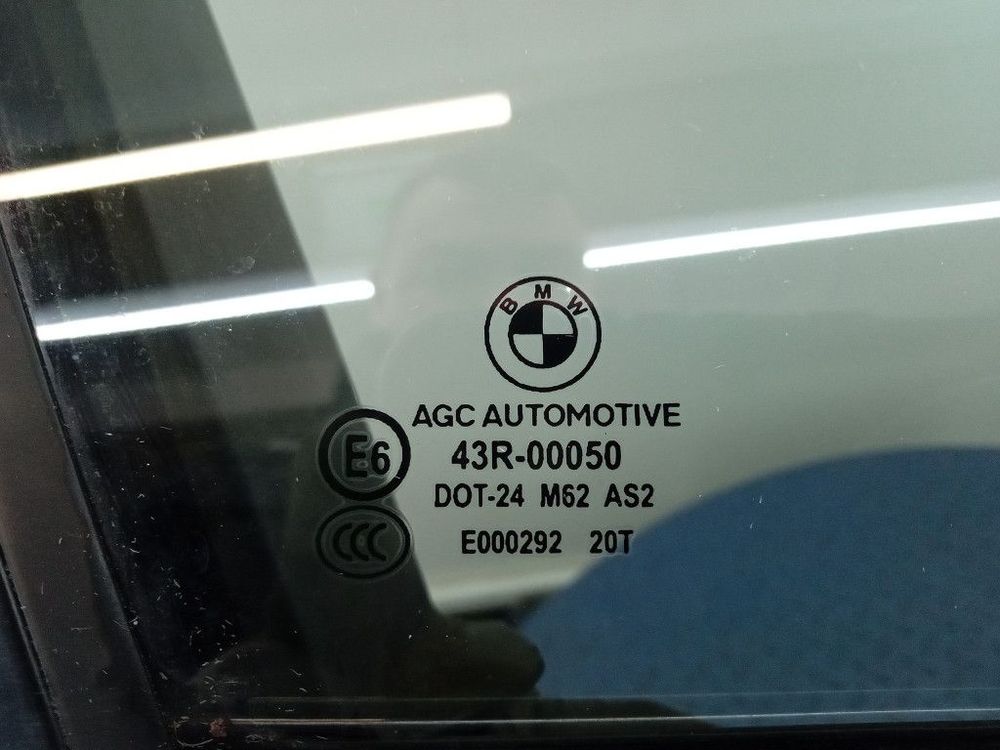 BMW
AGC AUTOMOTIVE
E6 43R-00050
DOT-24 M62 AS2
CCC E000292 20T